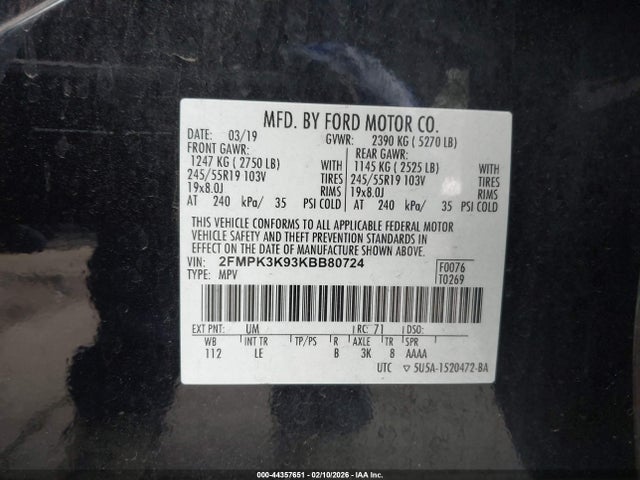 MFD. BY FORD MOTOR CO.
DATE: 03/19 GVWR: 2390 KG ( 5270 LB)
FRONT GAWR: REAR GAWR:
1247 KG ( 2750 LB) WITH 1145 KG ( 2525 LB) WITH
245/55R19 103V TIRES 245/55R19 103V TIRES
19x8.0J RIMS 19x8.0J RIMS
AT 240 kPa/ 35 PSI COLD AT 240 kPa/ 35 PSI COLD
THIS VEHICLE CONFORMS TO ALL APPLICABLE FEDERAL MOTOR
VEHICLE SAFETY AND THEFT PREVENTION STANDARDS IN
EFFECT ON THE DATE OF MANUFACTURE SHOWN ABOVE.
VIN: 2FMPK3K93KBB80724 F0076
TYPE: MPV T0269
EXT PNT: UM RC: 71 DSO:
WB INT TR TP/PS R AXLE TR SPR
112 LE B 3K 8 AAAA
UTC ▽ 5U5A-1520472-BA
000-44357651 - 02/10/2026 - IAA Inc.